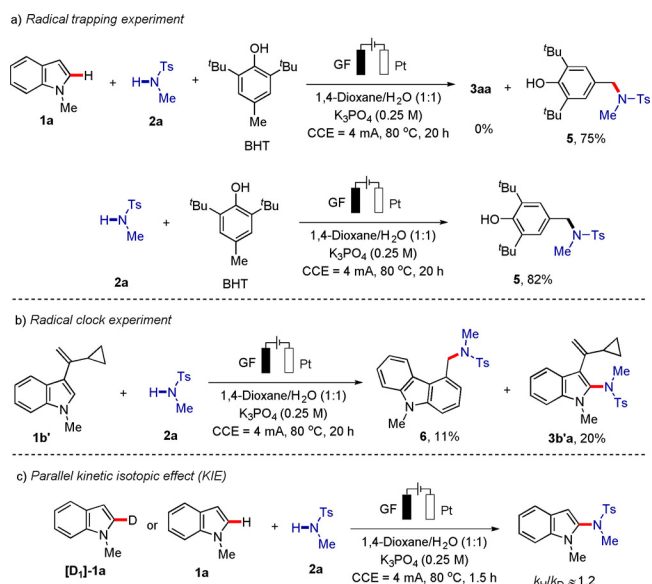 a) Radical trapping experiment
H
N
Me
1a
+
H–N
Ts
Me
2a
+
OH
tBu
tBu
Me
BHT
GF
Pt
1,4-Dioxane/H2O (1:1)
K3PO4 (0.25 M)
CCE = 4 mA, 80 oC, 20 h
3aa
0%
+
tBu
HO
tBu
N–Ts
Me
5, 75%
H–N
Ts
Me
2a
+
OH
tBu
tBu
Me
BHT
GF
Pt
1,4-Dioxane/H2O (1:1)
K3PO4 (0.25 M)
CCE = 4 mA, 80 oC, 20 h
tBu
HO
tBu
N–Ts
Me
5, 82%
b) Radical clock experiment
N
Me
1b'
+
H–N
Ts
Me
2a
GF
Pt
1,4-Dioxane/H2O (1:1)
K3PO4 (0.25 M)
CCE = 4 mA, 80 °C, 20 h
Me
N
Ts
N
Me
6, 11%
+
Me
N
Ts
N
Me
3b'a, 20%
c) Parallel kinetic isotopic effect (KIE)
D
N
Me
[D1]-1a
or
H
N
Me
1a
+
H–N
Ts
Me
2a
GF
Pt
1,4-Dioxane/H2O (1:1)
K3PO4 (0.25 M)
CCE = 4 mA, 80 °C, 1.5 h
Ts
N
Me
N
Me
kH/kD ≈ 1.2